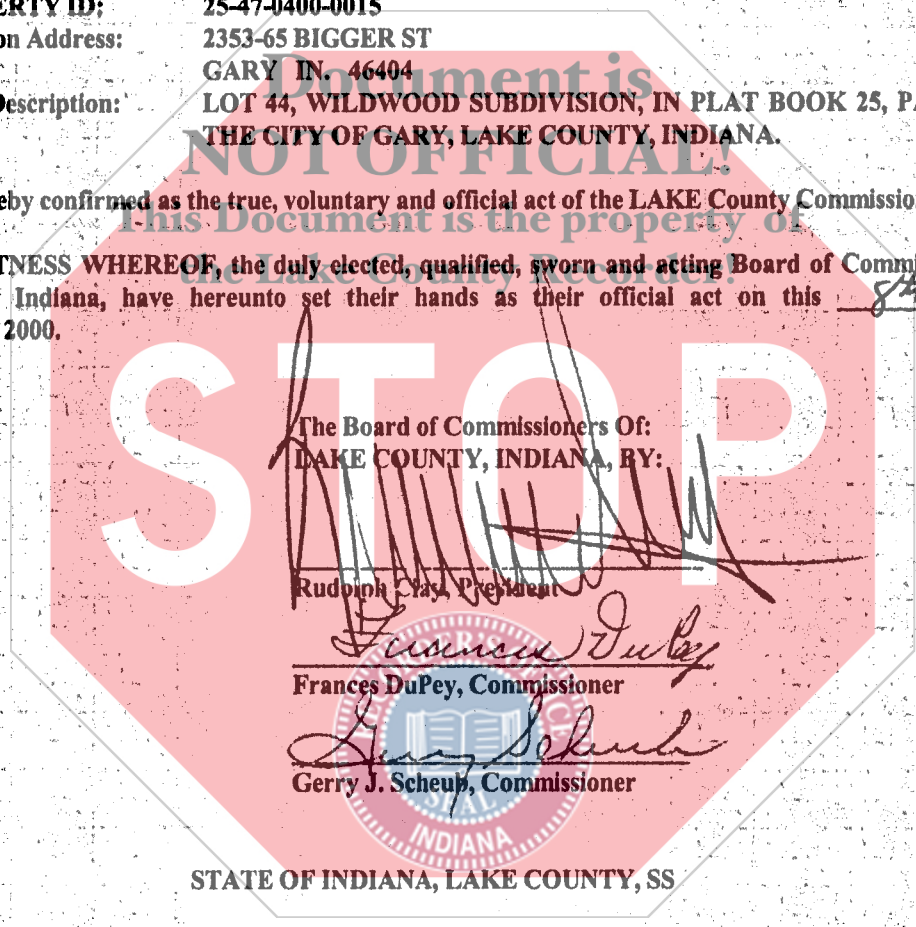 ERTY ID: 25-47-0400-0015
on Address: 2353-65 BIGGER ST
GARY IN. 46404
Description: LOT 44, WILDWOOD SUBDIVISION, IN PLAT BOOK 25, PA
THE CITY OF GARY, LAKE COUNTY, INDIANA.
Document is
NOT OFFICIAL!
eby confirmed as the true, voluntary and official act of the LAKE County Commissio
This Document is the property of
TNESS WHEREOF, the duly elected, qualified, sworn and acting Board of Commi
the Lake County Recorder!
Indiana, have hereunto set their hands as their official act on this 8th
2000.
STOP
The Board of Commissioners Of:
LAKE COUNTY, INDIANA, BY:
Rudolph Clay, President
Frances DuPey
Frances DuPey, Commissioner
Gerry Scheub
Gerry J. Scheub, Commissioner
SEAL
INDIANA
STATE OF INDIANA, LAKE COUNTY, SS